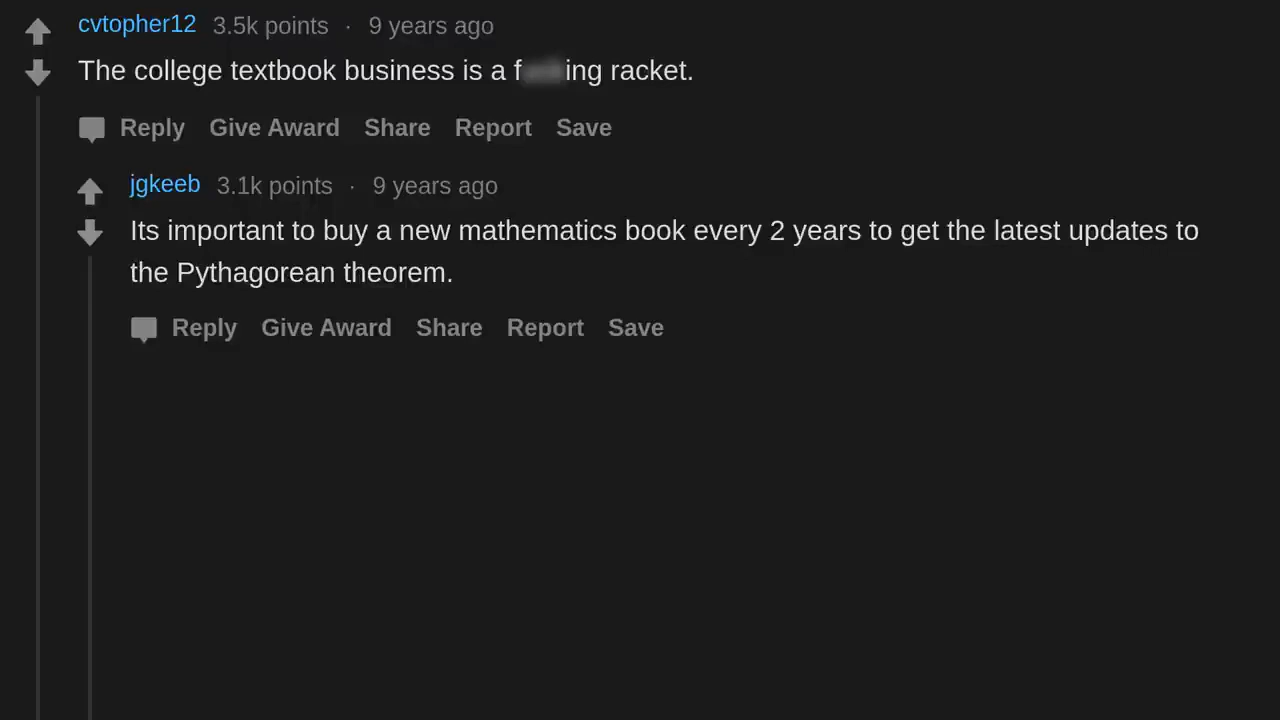 cvtopher12 3.5k points · 9 years ago
The college textbook business is a f ing racket.
Reply Give Award Share Report Save
jgkeeb 3.1k points · 9 years ago
Its important to buy a new mathematics book every 2 years to get the latest updates to
the Pythagorean theorem.
Reply Give Award Share Report Save